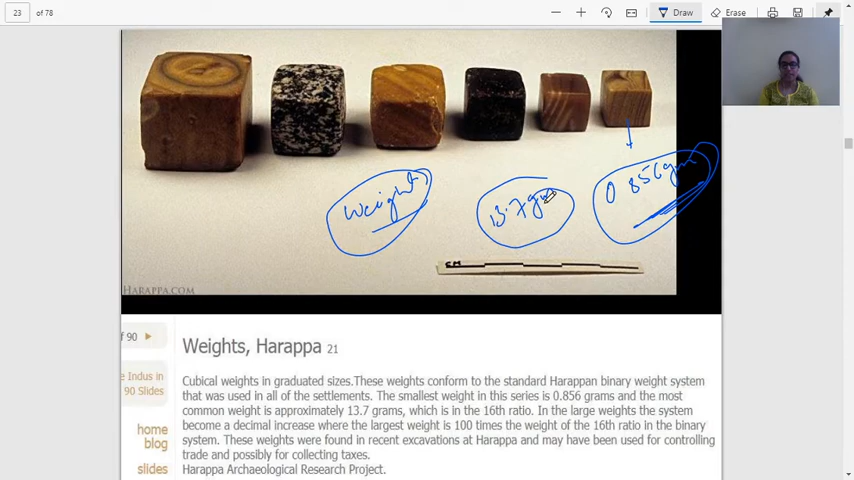 23
of 78
Draw
Erase
Weight
13.7gm
0 856gm
CM
HARAPPA.COM
of 90
Weights, Harappa 21
e Indus in
90 Slides
home
blog
slides
Cubical weights in graduated sizes.These weights conform to the standard Harappan binary weight system
that was used in all of the settlements. The smallest weight in this series is 0.856 grams and the most
common weight is approximately 13.7 grams, which is in the 16th ratio. In the large weights the system
become a decimal increase where the largest weight is 100 times the weight of the 16th ratio in the binary
system. These weights were found in recent excavations at Harappa and may have been used for controlling
trade and possibly for collecting taxes.
Harappa Archaeological Research Project.